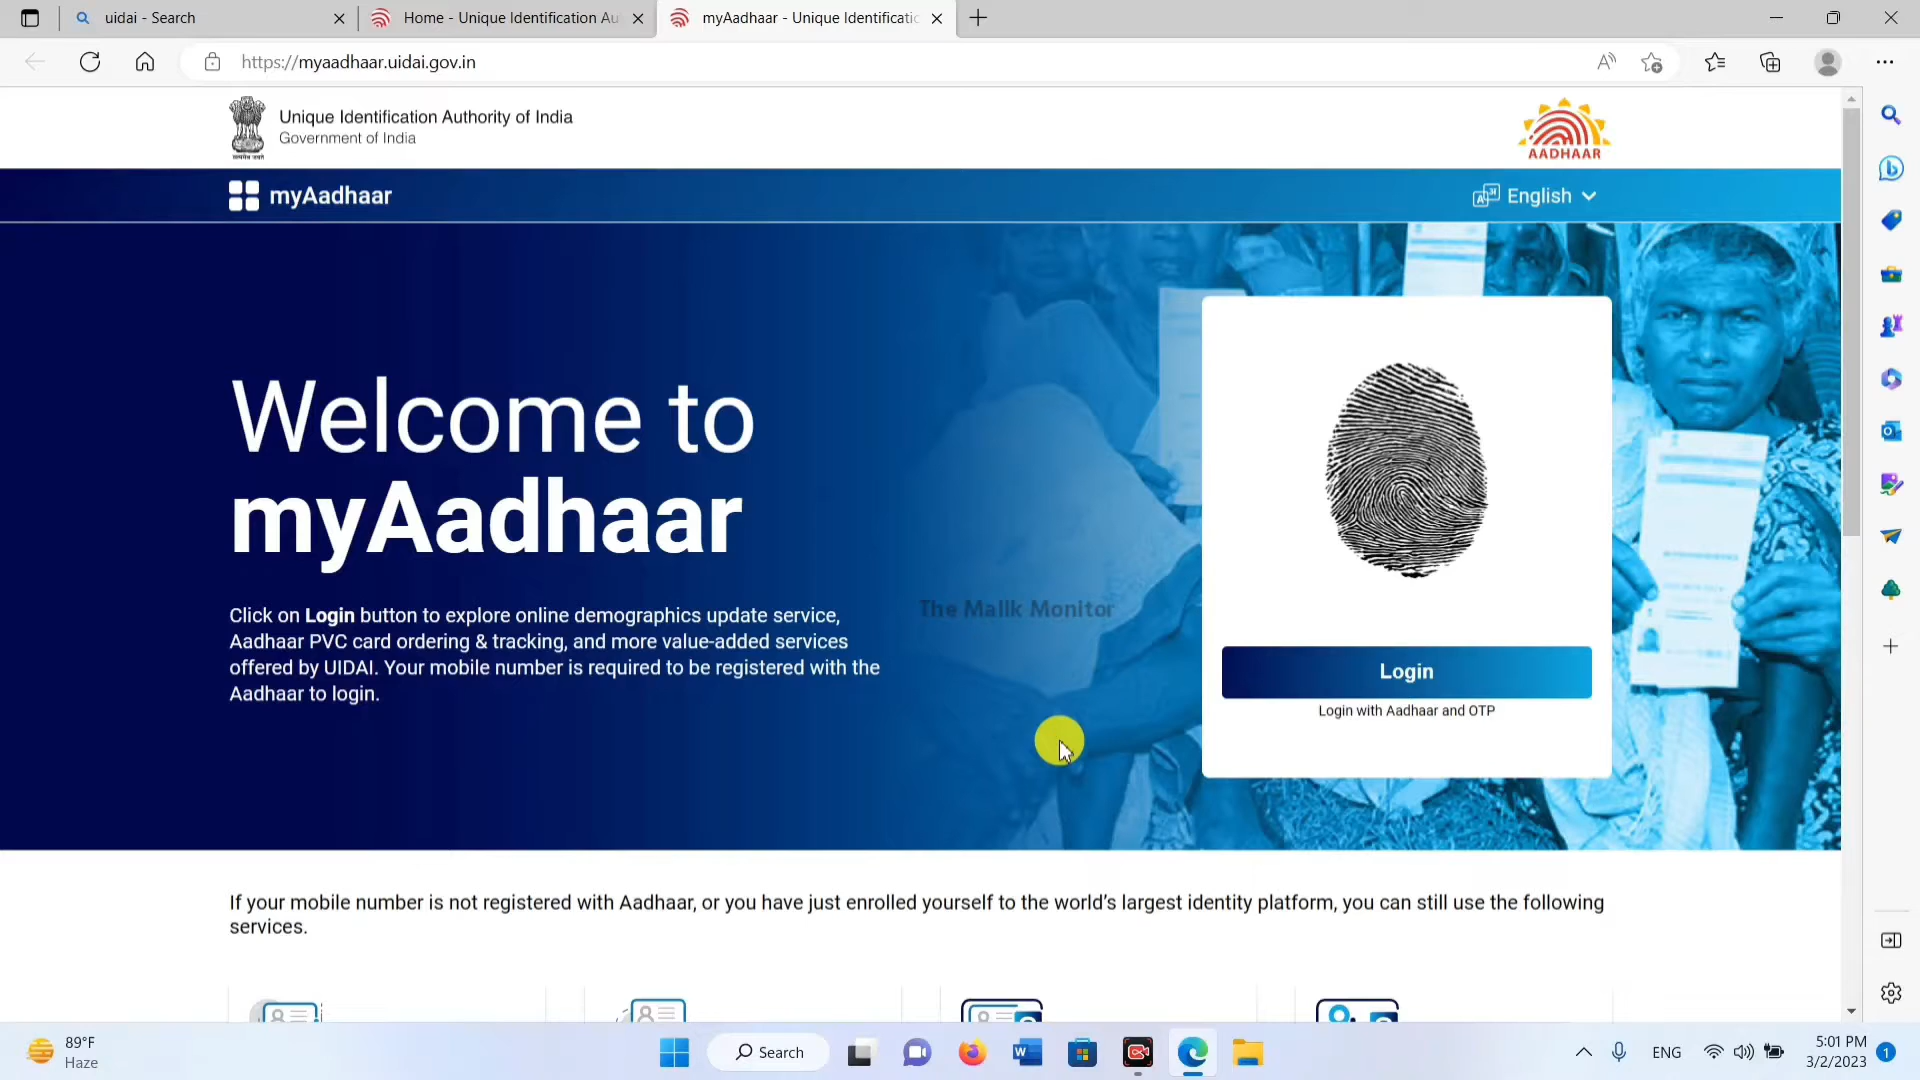 uidai - Search
Home - Unique Identification Au
myAadhaar - Unique Identificatic
https://myaadhaar.uidai.gov.in
Unique Identification Authority of India
Government of India
सत्यमेव जयते
AADHAAR
myAadhaar
English
Welcome to
myAadhaar
Click on Login button to explore online demographics update service,
Aadhaar PVC card ordering & tracking, and more value-added services
offered by UIDAI. Your mobile number is required to be registered with the
Aadhaar to login.
The Malik Monitor
Login
Login with Aadhaar and OTP
If your mobile number is not registered with Aadhaar, or you have just enrolled yourself to the world’s largest identity platform, you can still use the following
services.
89°F
Haze
Search
ENG
5:01 PM
3/2/2023
1